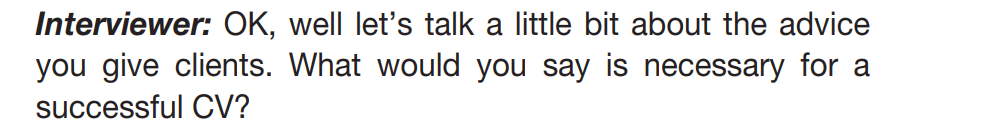 Interviewer: OK, well let’s talk a little bit about the advice
you give clients. What would you say is necessary for a
successful CV?